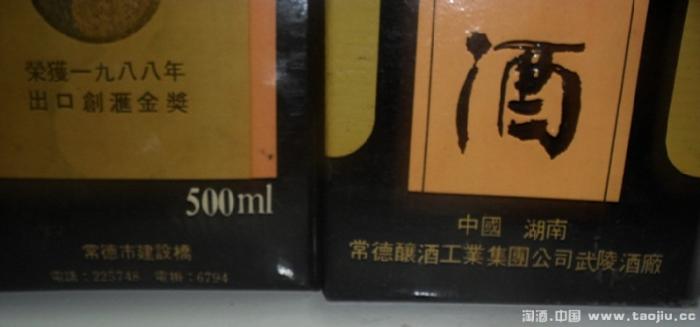 榮獲一九八八年
出口創滙金獎
500ml
常德市建設橋
電話：225748 電掛：6794
酒
中國 湖南
常德釀酒工業集團公司武陵酒廠
淘酒.中国 www.taojiu.cc